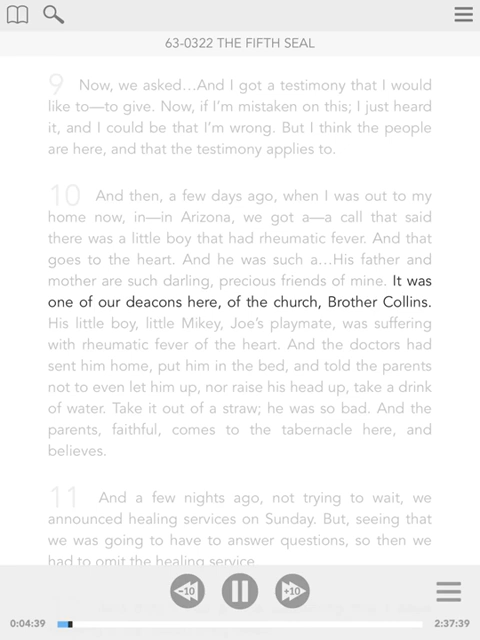 63-0322 THE FIFTH SEAL
9 Now, we asked…And I got a testimony that I would
like to—to give. Now, if I'm mistaken on this; I just heard
it, and I could be that I'm wrong. But I think the people
are here, and that the testimony applies to.
10 And then, a few days ago, when I was out to my
home now, in—in Arizona, we got a—a call that said
there was a little boy that had rheumatic fever. And that
goes to the heart. And he was such a…His father and
mother are such darling, precious friends of mine. It was
one of our deacons here, of the church, Brother Collins.
His little boy, little Mikey, Joe's playmate, was suffering
with rheumatic fever of the heart. And the doctors had
sent him home, put him in the bed, and told the parents
not to even let him up, nor raise his head up, take a drink
of water. Take it out of a straw; he was so bad. And the
parents, faithful, comes to the tabernacle here, and
believes.
11 And a few nights ago, not trying to wait, we
announced healing services on Sunday. But, seeing that
we was going to have to answer questions, so then we
had to omit the healing service.
-10
+10
0:04:39
2:37:39